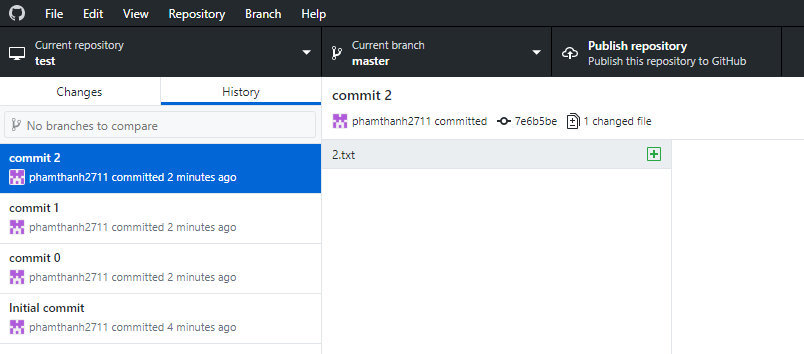 File Edit View Repository Branch Help
Current repository
test
Current branch
master
Publish repository
Publish this repository to GitHub
Changes History
No branches to compare
commit 2
phamthanh2711 committed 2 minutes ago
commit 1
phamthanh2711 committed 2 minutes ago
commit 0
phamthanh2711 committed 2 minutes ago
Initial commit
phamthanh2711 committed 4 minutes ago
commit 2
phamthanh2711 committed 7e6b5be 1 changed file
2.txt